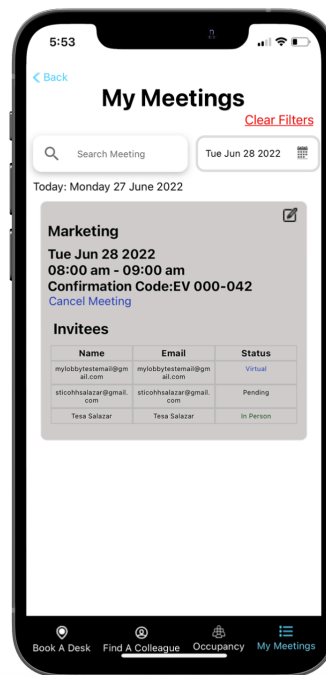 5:53
Back
My Meetings
Clear Filters
Search Meeting
Tue Jun 28 2022
Today: Monday 27 June 2022
Marketing
Tue Jun 28 2022
08:00 am - 09:00 am
Confirmation Code:EV 000-042
Cancel Meeting
Invitees
Name Email Status
mylobbytestemail@gm mylobbytestemail@gm Virtual
ail.com ail.com
sticohhsalazar@gmail. sticohhsalazar@gmail. Pending
com com
Tesa Salazar Tesa Salazar In Person
Book A Desk Find A Colleague Occupancy My Meetings